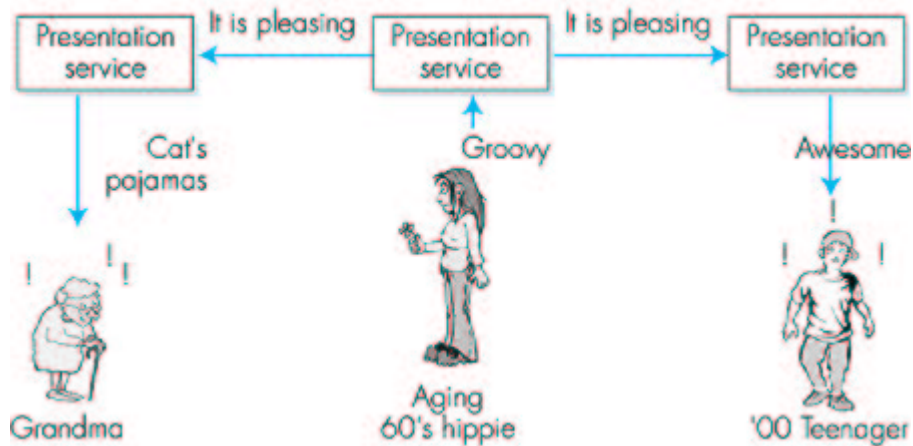 It is pleasing
It is pleasing
Presentation
service
Presentation
service
Presentation
service
Cat's
pajamas
Groovy
Awesome
!
! ! !
! !
Grandma
Aging
60's hippie
'00 Teenager